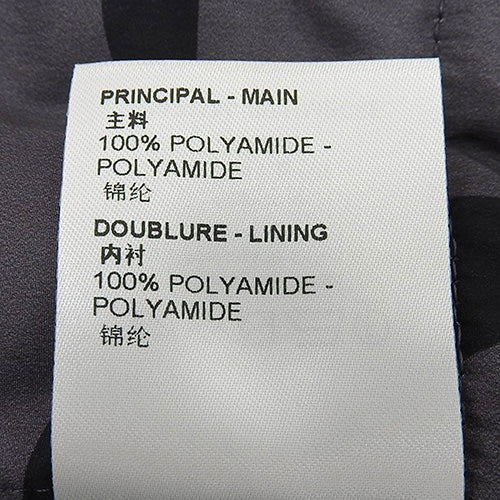 PRINCIPAL - MAIN
主料
100% POLYAMIDE -
POLYAMIDE
锦纶
DOUBLURE - LINING
内衬
100% POLYAMIDE -
POLYAMIDE
锦纶